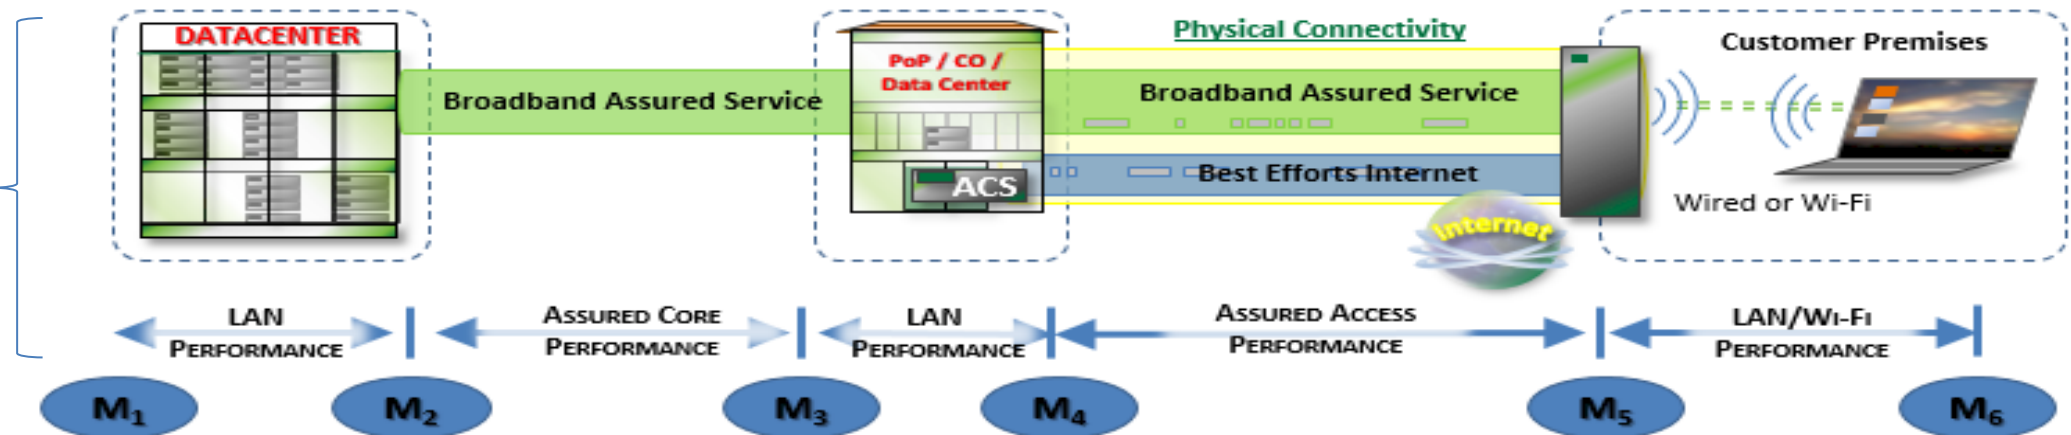 DATACENTER
Broadband Assured Service
PoP / CO /
Data Center
ACS
Physical Connectivity
Broadband Assured Service
Best Efforts Internet
Internet
Customer Premises
Wired or Wi-Fi
LAN
PERFORMANCE
ASSURED CORE
PERFORMANCE
LAN
PERFORMANCE
ASSURED ACCESS
PERFORMANCE
LAN/WI-FI
PERFORMANCE
M1
M2
M3
M4
M5
M6